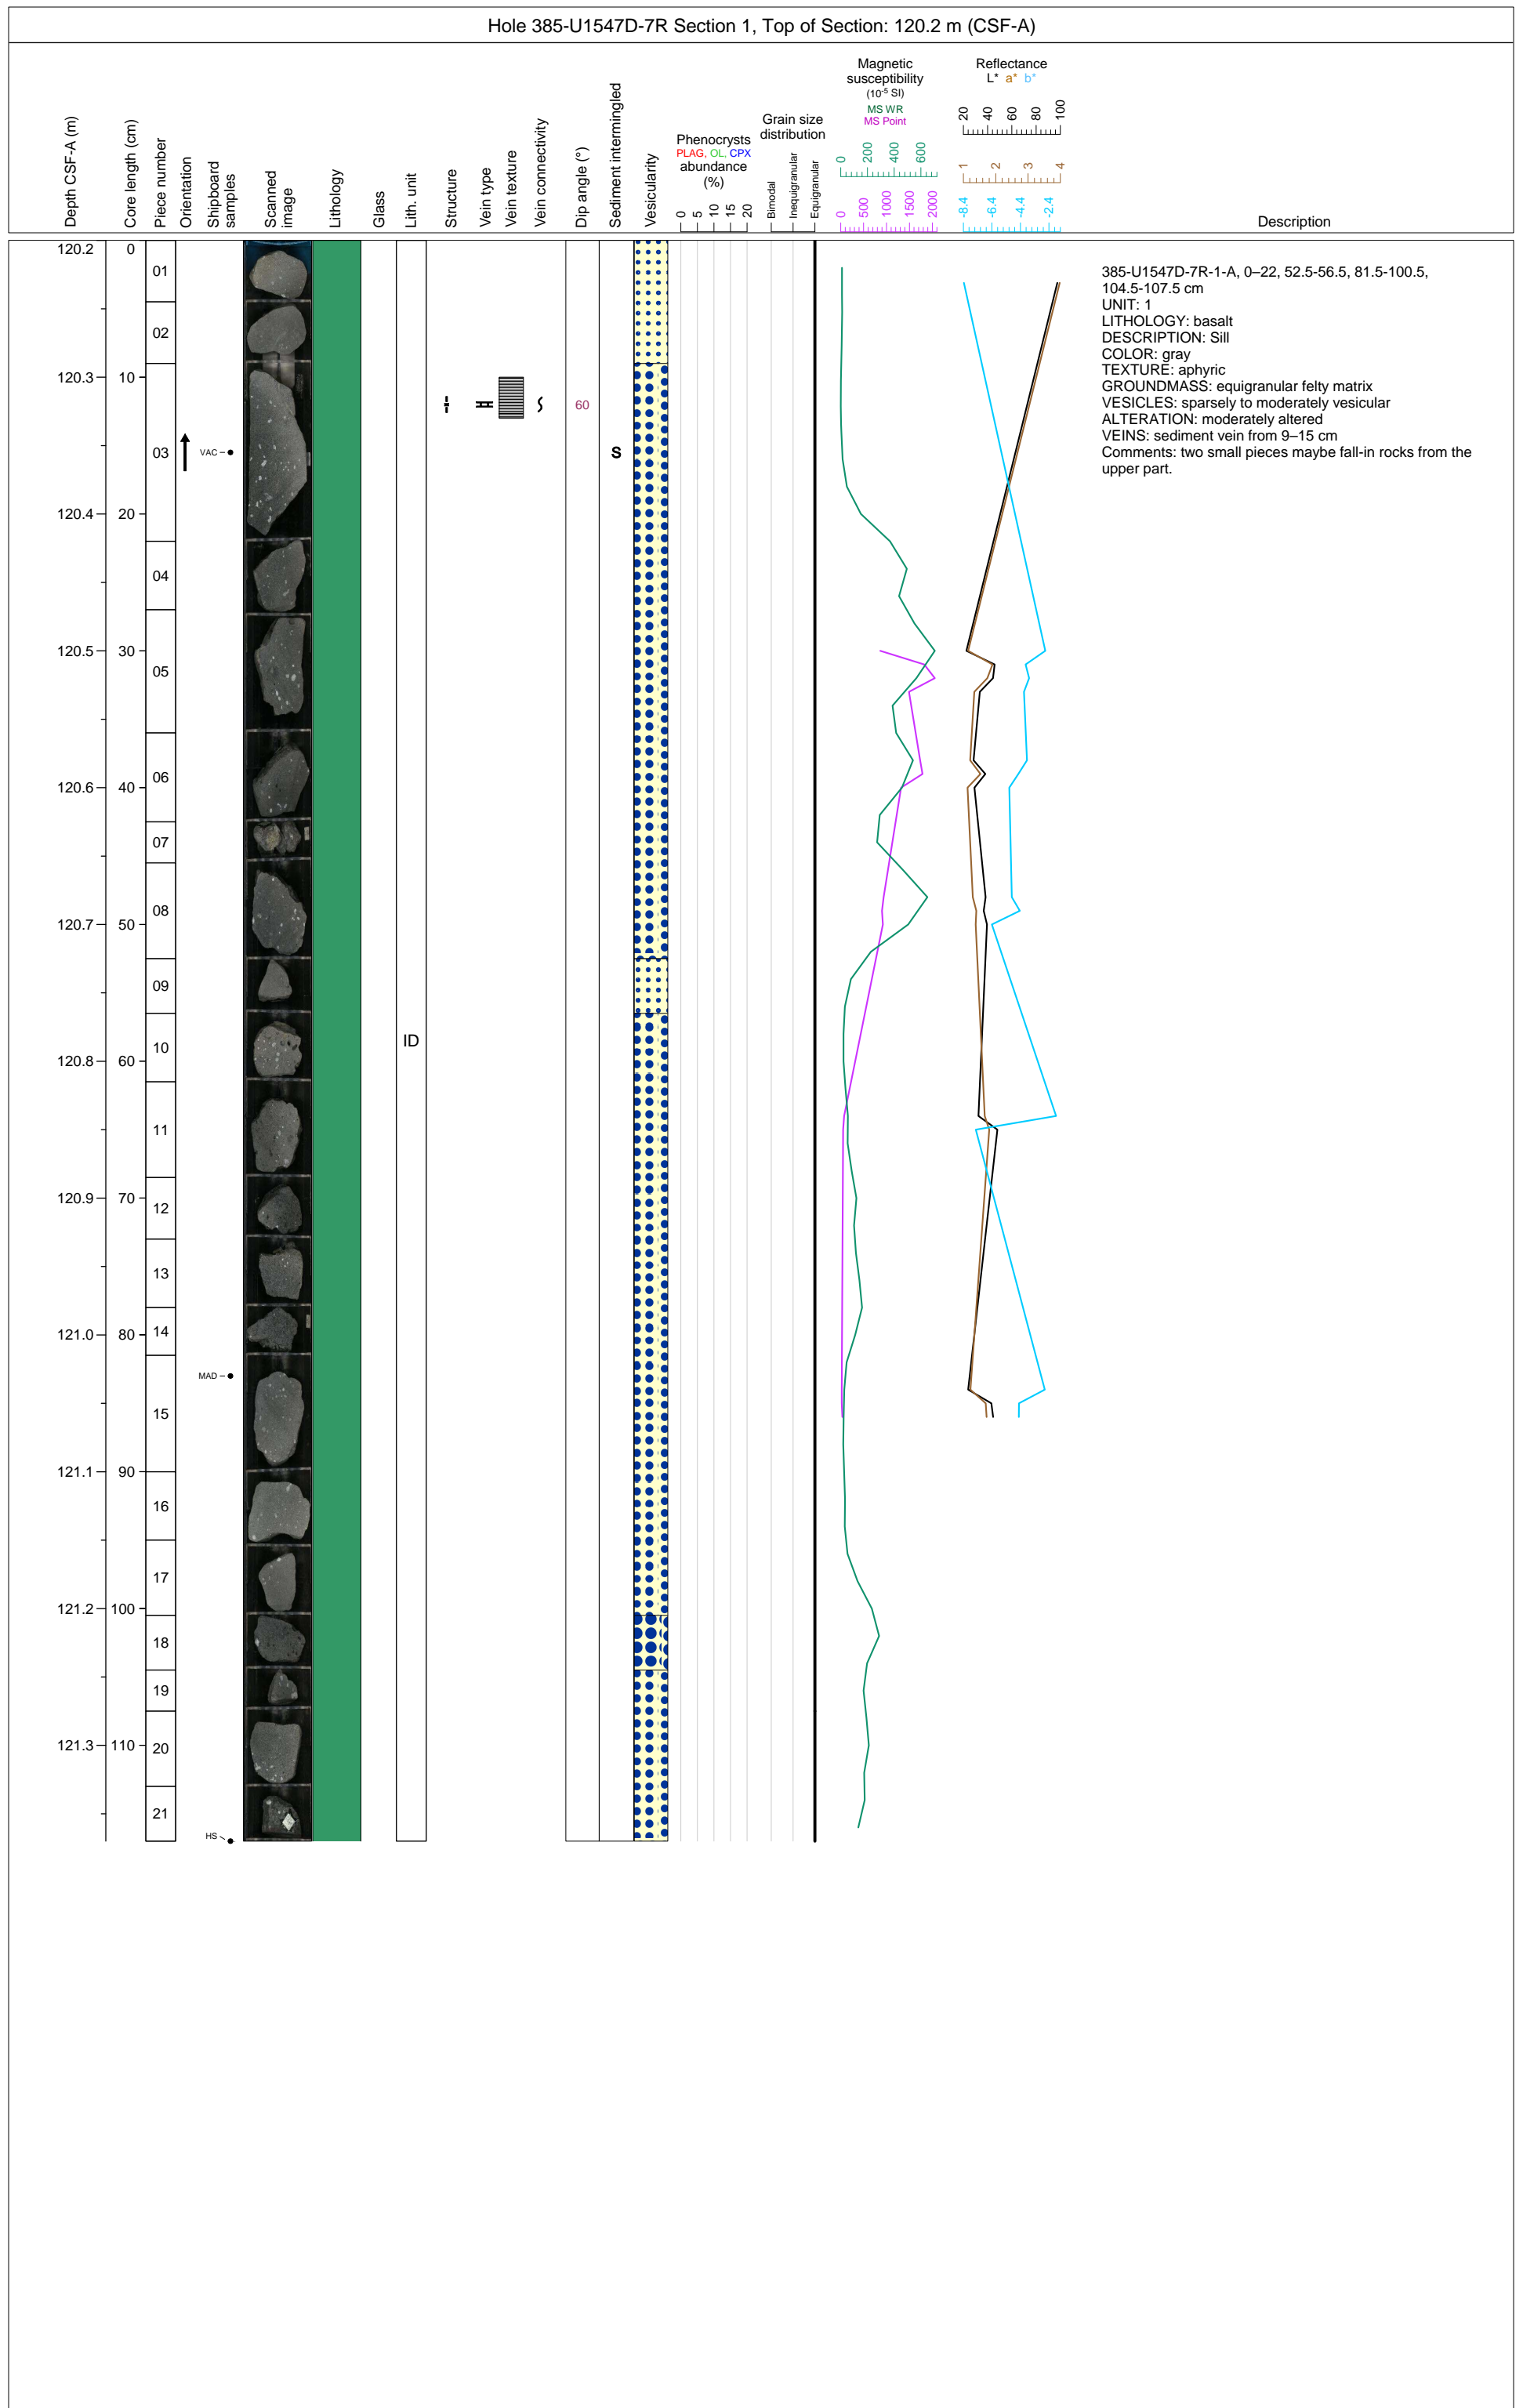 Hole 385-U1547D-7R Section 1, Top of Section: 120.2 m (CSF-A)
Depth CSF-A (m)
Core length (cm)
Piece number
Orientation
Shipboard
samples
Scanned
image
Lithology
Glass
Lith. unit
Structure
Vein type
Vein texture
Vein connectivity
Dip angle (°)
Sediment intermingled
Vesicularity
Phenocrysts
PLAG, OL, CPX
abundance
(%)
0 5 10 15 20
Grain size
distribution
Bimodal
Inequigranular
Equigranular
Magnetic
susceptibility
(10-5 SI)
MS WR
MS Point
0 200 400 600
0 500 1000 1500 2000
Reflectance
L* a* b*
20 40 60 80 100
1 2 3 4
-8.4 -6.4 -4.4 -2.4
Description
120.2 0
01
02
120.3 10
60
03
VAC
S
120.4 20
04
120.5 30
05
06
120.6 40
07
08
120.7 50
09
10
ID
120.8 60
11
120.9 70
12
13
14
121.0 80
MAD
15
121.1 90
16
17
121.2 100
18
19
121.3 110
20
21
HS
385-U1547D-7R-1-A, 0–22, 52.5-56.5, 81.5-100.5,
104.5-107.5 cm
UNIT: 1
LITHOLOGY: basalt
DESCRIPTION: Sill
COLOR: gray
TEXTURE: aphyric
GROUNDMASS: equigranular felty matrix
VESICLES: sparsely to moderately vesicular
ALTERATION: moderately altered
VEINS: sediment vein from 9–15 cm
Comments: two small pieces maybe fall-in rocks from the
upper part.